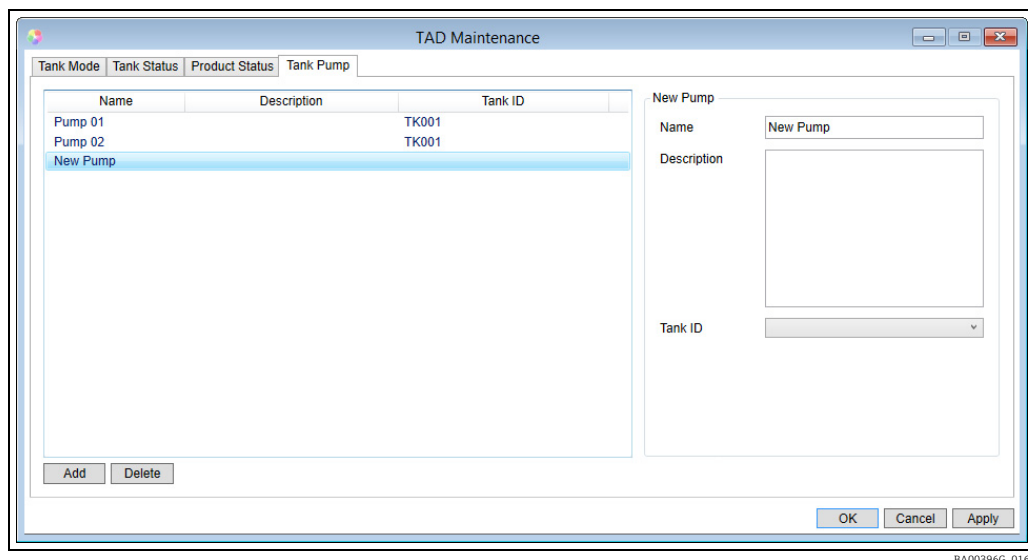 TAD Maintenance
Tank Mode Tank Status Product Status Tank Pump
Name Description Tank ID
Pump 01 TK001
Pump 02 TK001
New Pump
New Pump
Name New Pump
Description
Tank ID
Add Delete
OK Cancel Apply
BA00396G_016